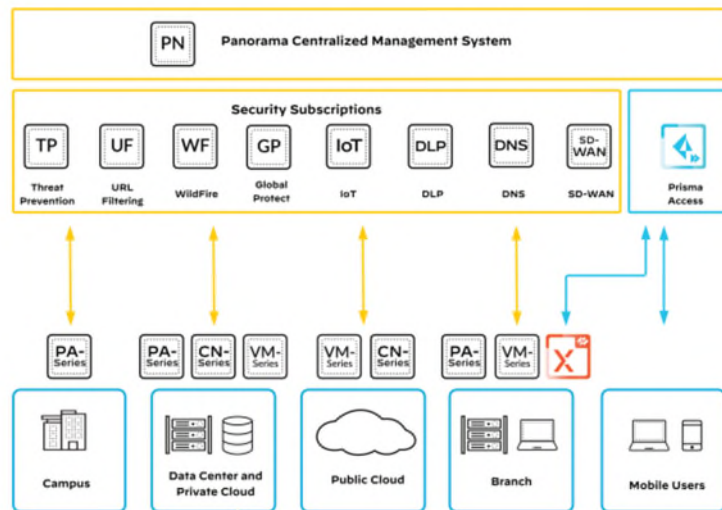 PN
Panorama Centralized Management System
Security Subscriptions
TP
UF
WF
GP
IoT
DLP
DNS
SD-
WAN
Threat
Prevention
URL
Filtering
WildFire
Global
Protect
IoT
DLP
DNS
SD-WAN
Prisma
Access
PA-
Series
PA-
Series
CN-
Series
VM-
Series
VM-
Series
CN-
Series
PA-
Series
VM-
Series
X
Campus
Data Center and
Private Cloud
Public Cloud
Branch
Mobile Users